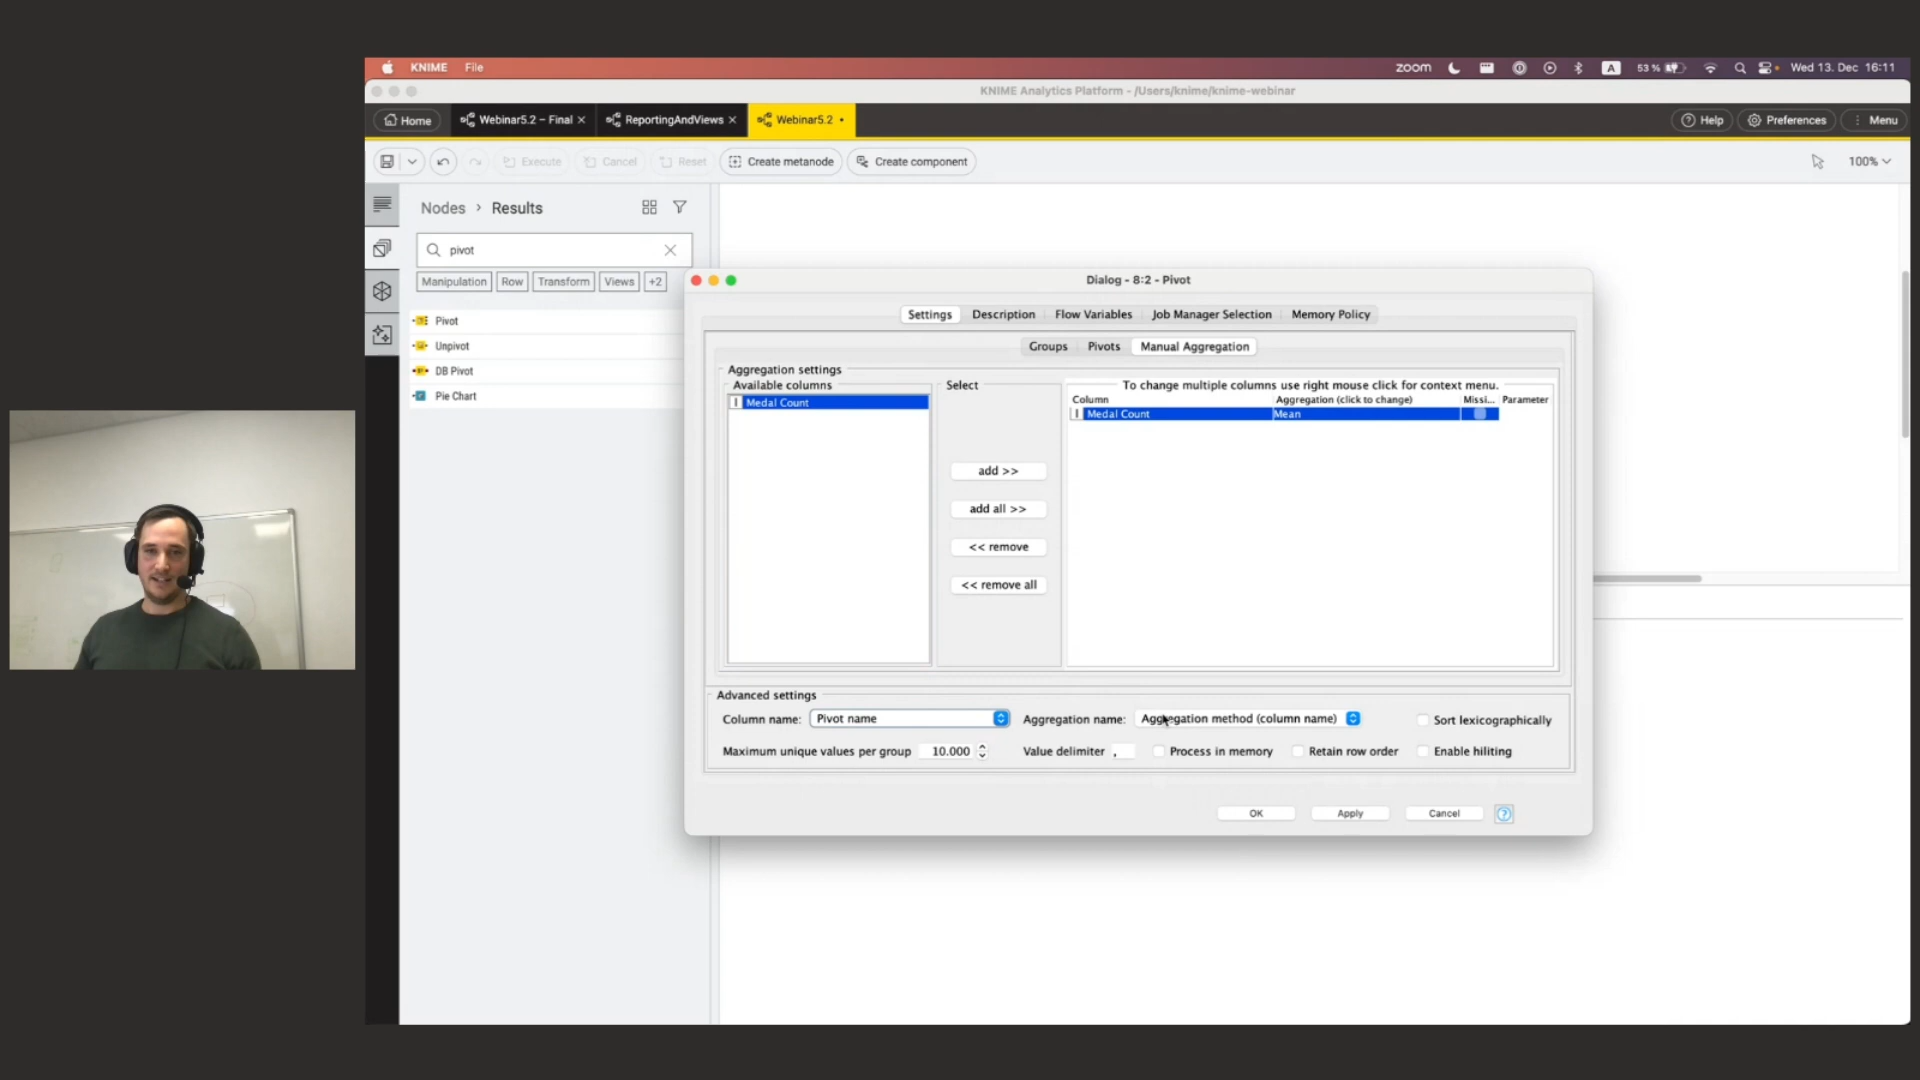 KNIME File zoom A 53 % Wed 13. Dec 16:11
KNIME Analytics Platform - /Users/knime/knime-webinar
Home Webinar5.2 – Final ReportingAndViews Webinar5.2 Help Preferences Menu
Execute Cancel Reset Create metanode Create component 100%
Nodes › Results
pivot
Manipulation Row Transform Views +2
Pivot
Unpivot
DB Pivot
Pie Chart
Dialog - 8:2 - Pivot
Settings Description Flow Variables Job Manager Selection Memory Policy
Groups Pivots Manual Aggregation
Aggregation settings
Available columns Select To change multiple columns use right mouse click for context menu.
Column Aggregation (click to change) Missi... Parameter
I Medal Count
I Medal Count Mean
add >>
add all >>
<< remove
<< remove all
Advanced settings
Column name: Pivot name Aggregation name: Aggregation method (column name) Sort lexicographically
Maximum unique values per group 10.000 Value delimiter , Process in memory Retain row order Enable hiliting
OK Apply Cancel ?